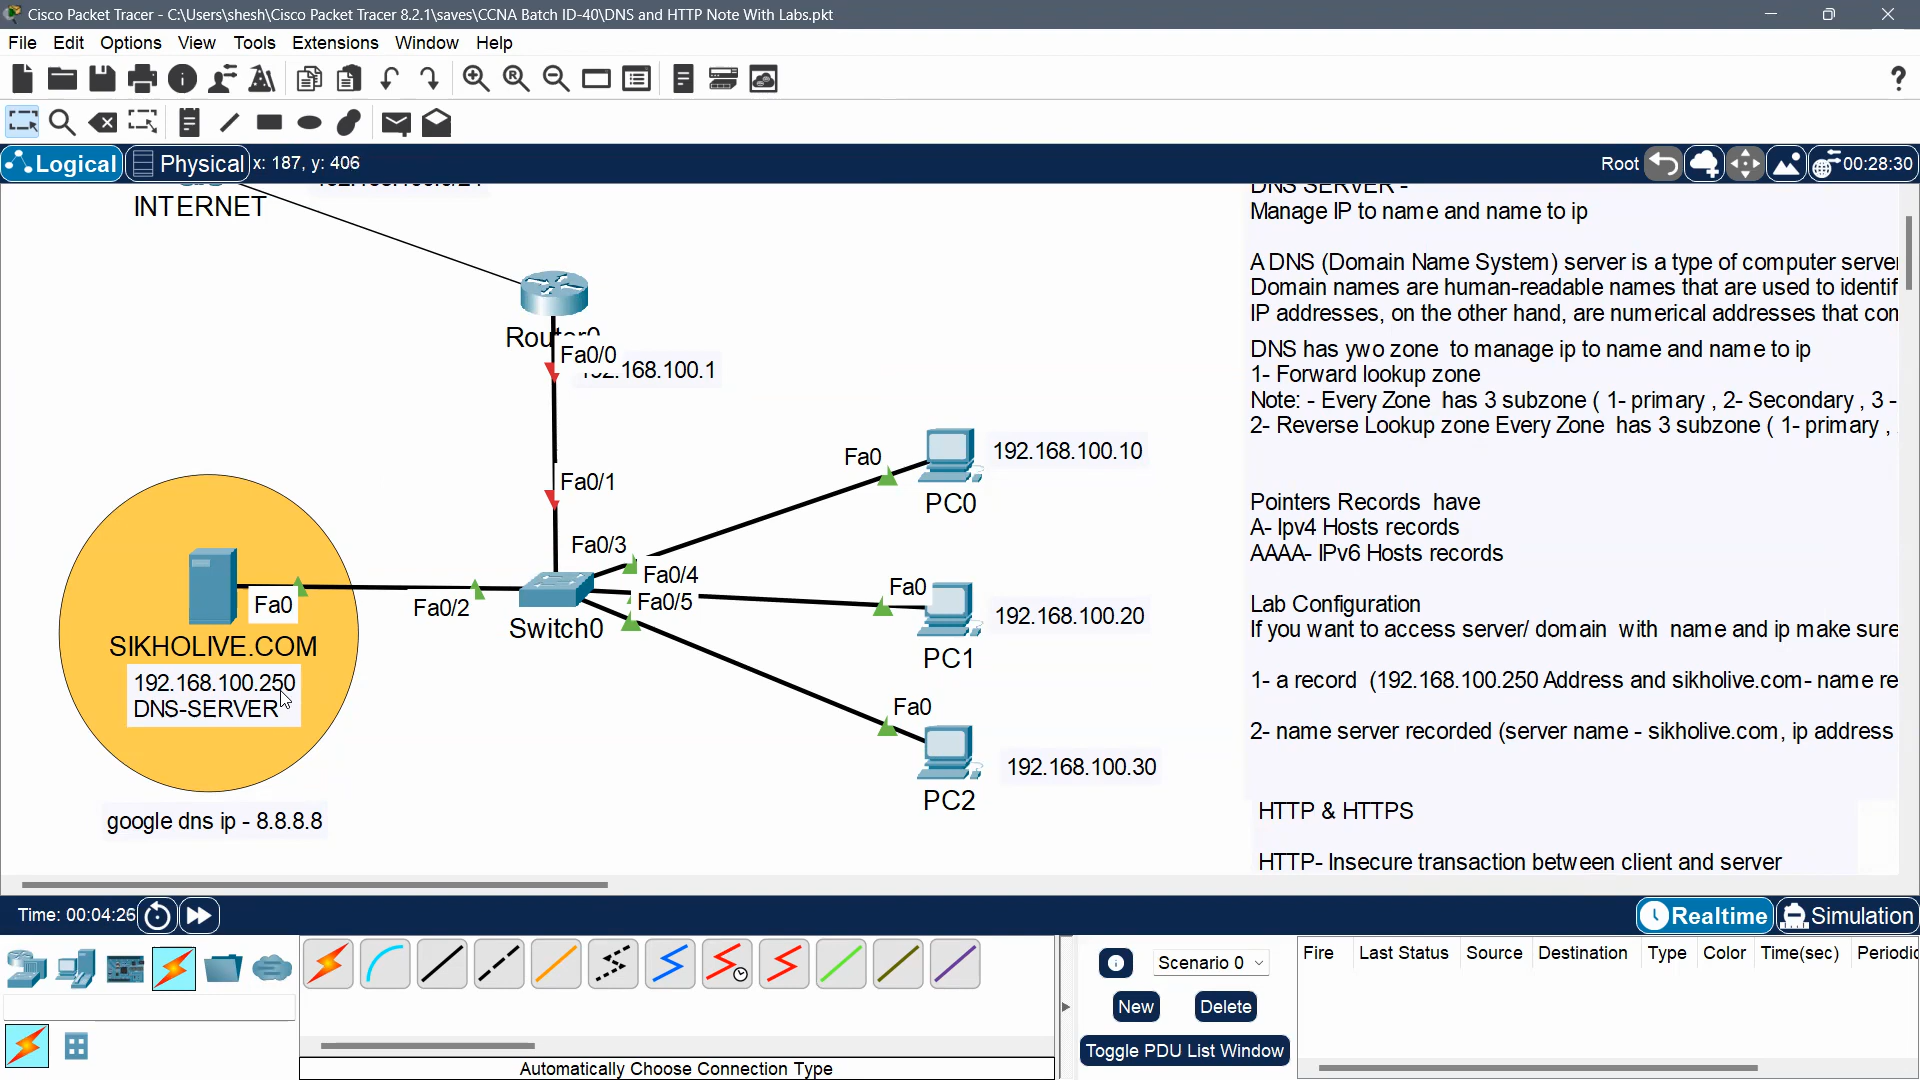 Cisco Packet Tracer - C:\Users\shesh\Cisco Packet Tracer 8.2.1\saves\CCNA Batch ID-40\DNS and HTTP Note With Labs.pkt
File Edit Options View Tools Extensions Window Help
Logical Physical x: 187, y: 406 Root 00:28:30
INTERNET
Fa0/0
192.168.100.1
Fa0/1
Fa0 192.168.100.10
PC0
Fa0/3
Fa0/4
Fa0/5
Fa0 192.168.100.20
PC1
Fa0
Fa0/2
Switch0
SIKHOLIVE.COM
192.168.100.250
DNS-SERVER
Fa0
192.168.100.30
PC2
google dns ip - 8.8.8.8
DNS SERVER -
Manage IP to name and name to ip
A DNS (Domain Name System) server is a type of computer
Domain names are human-readable names that are used to
IP addresses, on the other hand, are numerical addresses that
DNS has ywo zone to manage ip to name and name to ip
1- Forward lookup zone
Note: - Every Zone has 3 subzone ( 1- primary , 2- Secondary , 3 -
2- Reverse Lookup zone Every Zone has 3 subzone ( 1- primary ,
Pointers Records have
A- Ipv4 Hosts records
AAAA- IPv6 Hosts records
Lab Configuration
If you want to access server/ domain with name and ip make sure
1- a record (192.168.100.250 Address and sikholive.com- name re
2- name server recorded (server name - sikholive.com, ip address
HTTP & HTTPS
HTTP- Insecure transaction between client and server
Time: 00:04:26 Realtime Simulation
Scenario 0
New Delete
Toggle PDU List Window
Fire Last Status Source Destination Type Color Time(sec) Periodic
Automatically Choose Connection Type